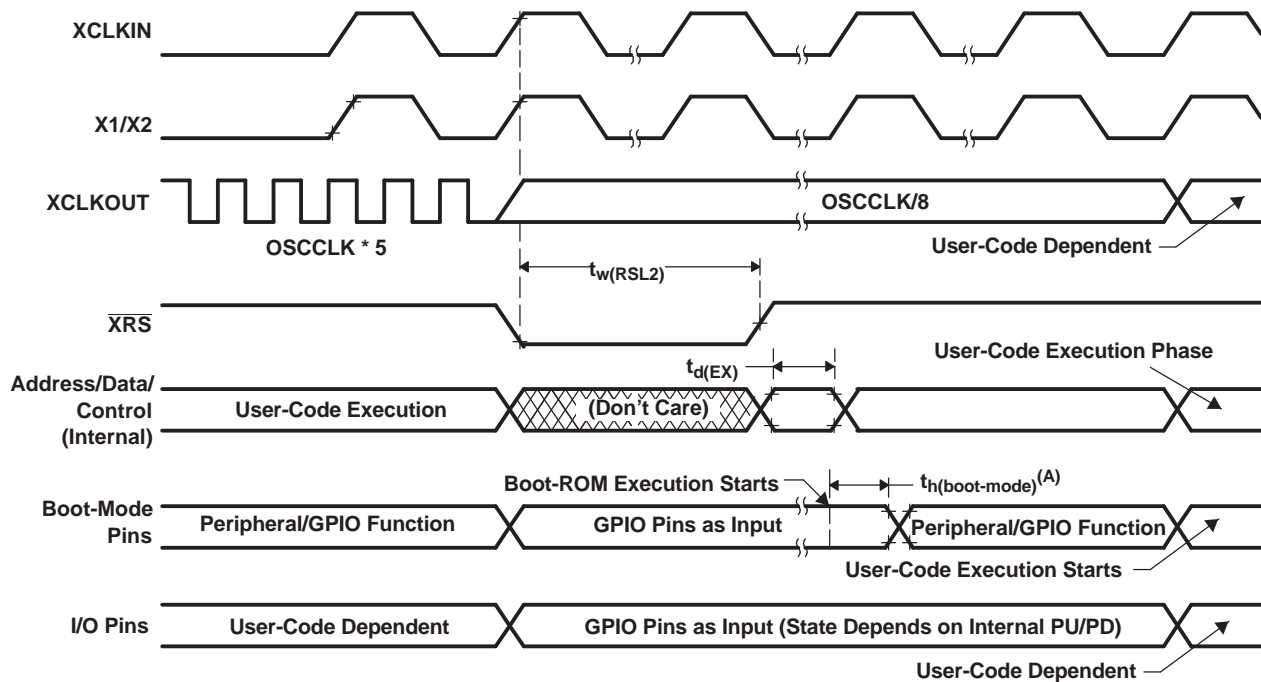 XCLKIN
X1/X2
XCLKOUT
OSCCLK * 5
OSCCLK/8
User-Code Dependent
tw(RSL2)
XRS
td(EX)
User-Code Execution Phase
Address/Data/
Control
(Internal)
User-Code Execution
(Don't Care)
Boot-ROM Execution Starts
th(boot-mode)(A)
Boot-Mode
Pins
Peripheral/GPIO Function
GPIO Pins as Input
Peripheral/GPIO Function
User-Code Execution Starts
I/O Pins
User-Code Dependent
GPIO Pins as Input (State Depends on Internal PU/PD)
User-Code Dependent